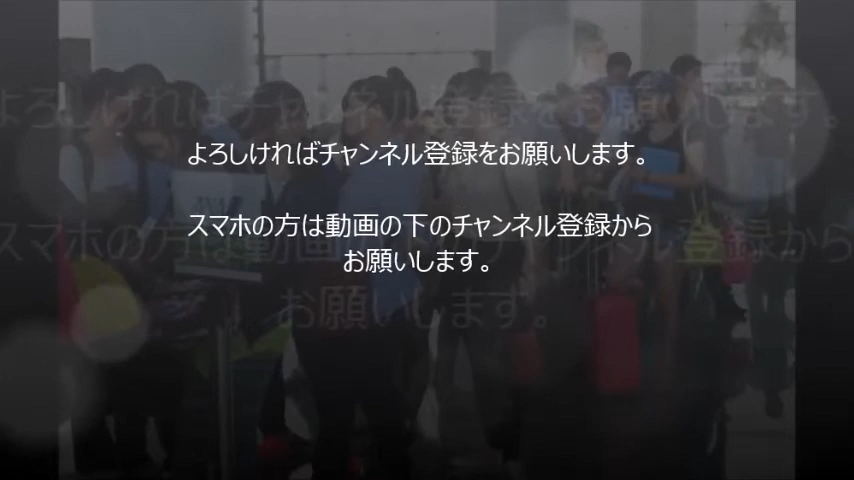 よろしければチャンネル登録をお願いします。
スマホの方は動画の下のチャンネル登録から
お願いします。